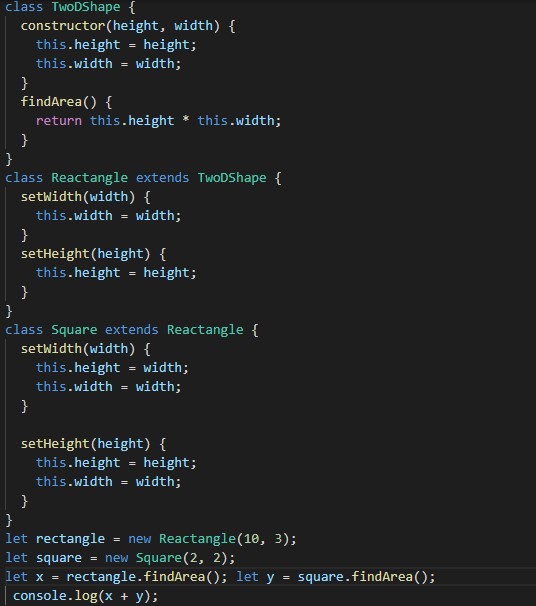 class TwoDShape {
constructor(height, width) {
this.height = height;
this.width = width;
}
findArea() {
return this.height * this.width;
}
}
class Reactangle extends TwoDShape {
setWidth(width) {
this.width = width;
}
setHeight(height) {
this.height = height;
}
}
class Square extends Reactangle {
setWidth(width) {
this.height = width;
this.width = width;
}
setHeight(height) {
this.height = height;
this.width = width;
}
}
let rectangle = new Reactangle(10, 3);
let square = new Square(2, 2);
let x = rectangle.findArea(); let y = square.findArea();
console.log(x + y);